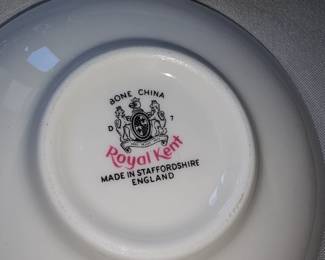 BONE CHINA
D 7
Royal Kent
MADE IN STAFFORDSHIRE
ENGLAND